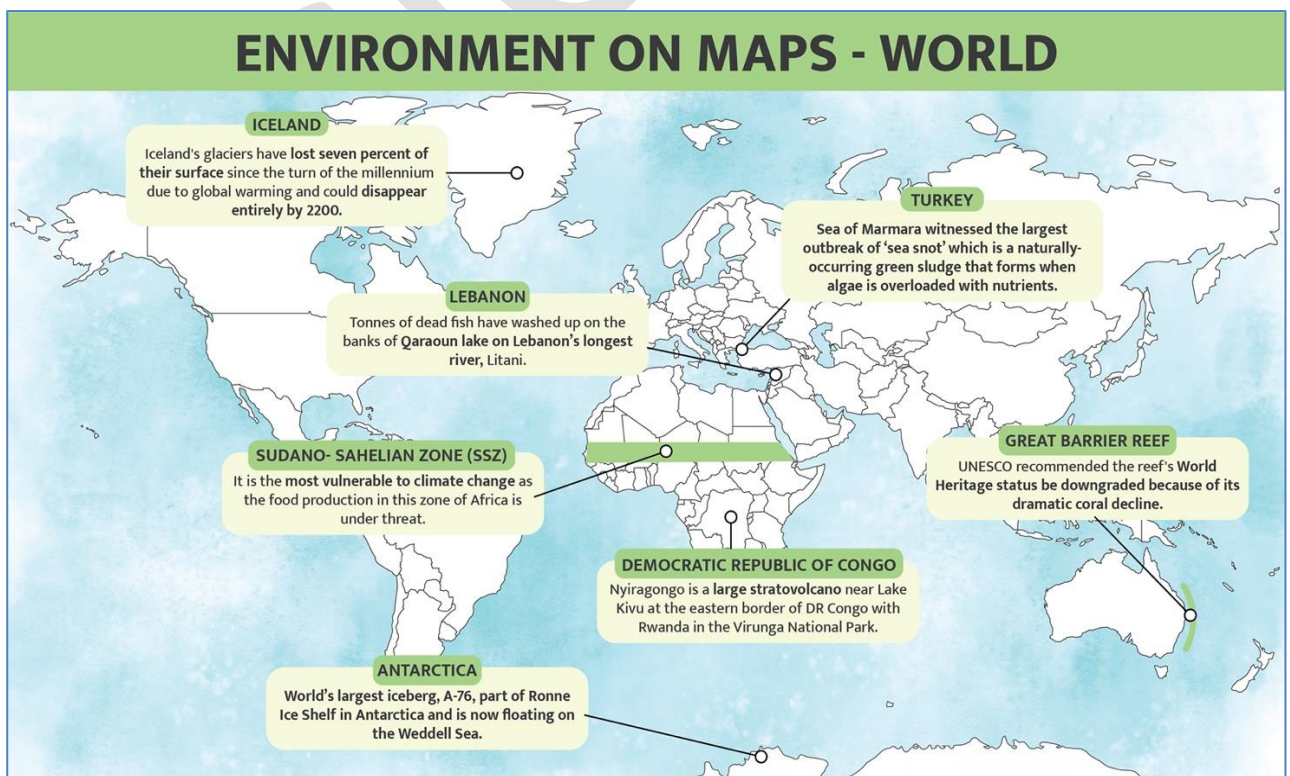 ENVIRONMENT ON MAPS - WORLD
ICELAND
Iceland's glaciers have lost seven percent of
their surface since the turn of the millennium
due to global warming and could disappear
entirely by 2200.
TURKEY
Sea of Marmara witnessed the largest
outbreak of ‘sea snot’ which is a naturally-
occurring green sludge that forms when
algae is overloaded with nutrients.
LEBANON
Tonnes of dead fish have washed up on the
banks of Qaraoun lake on Lebanon’s longest
river, Litani.
SUDANO- SAHELIAN ZONE (SSZ)
It is the most vulnerable to climate change as
the food production in this zone of Africa is
under threat.
GREAT BARRIER REEF
UNESCO recommended the reef's World
Heritage status be downgraded because of its
dramatic coral decline.
DEMOCRATIC REPUBLIC OF CONGO
Nyiragongo is a large stratovolcano near Lake
Kivu at the eastern border of DR Congo with
Rwanda in the Virunga National Park.
ANTARCTICA
World’s largest iceberg, A-76, part of Ronne
Ice Shelf in Antarctica and is now floating on
the Weddell Sea.